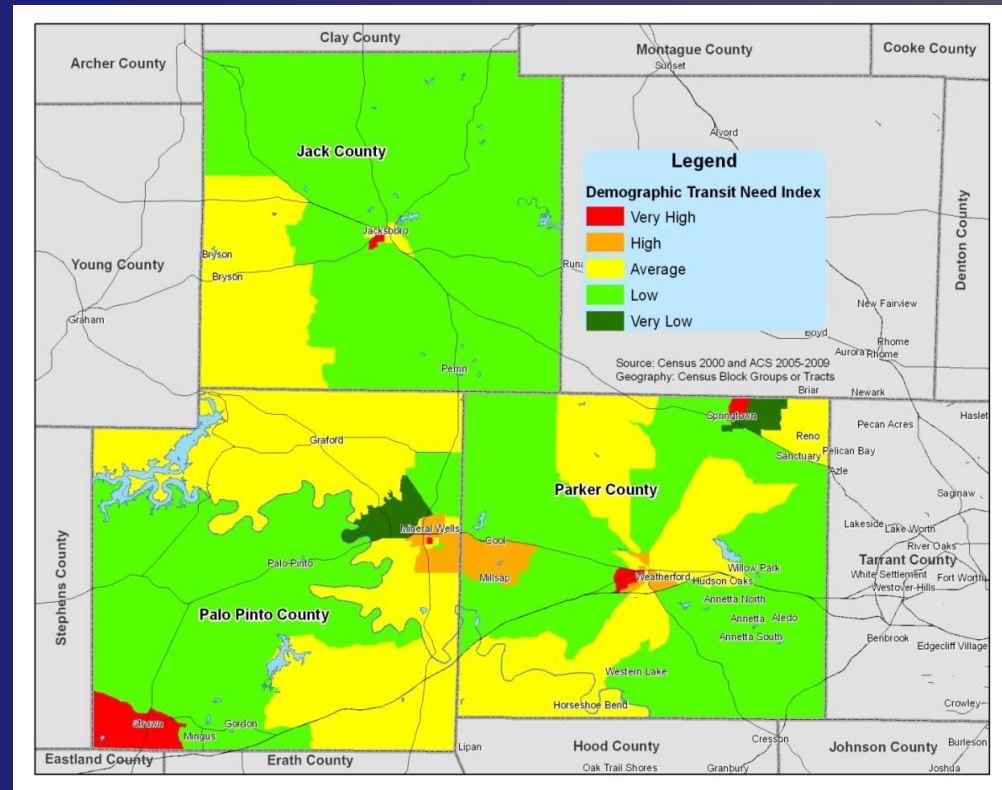 Clay County
Archer County
Montague County
Cooke County
Sunset
Alvord
Jack County
Legend
Demographic Transit Need Index
Very High
High
Average
Low
Very Low
Jacksboro
Denton County
Bryson
Young County
Runa
Bryson
New Fairview
Graham
Boyd
Rhome
Aurora
Rhome
Source: Census 2000 and ACS 2005-2009
Geography: Census Block Groups or Tracts
Perrin
Briar
Newark
Springtown
Haslet
Pecan Acres
Graford
Reno
Sanctuary
Pelican Bay
Azle
Parker County
Saginaw
Mineral Wells
Lakeside
Lake Worth
Cool
River Oaks
Tarrant County
Palo Pinto
Willow Park
Millsap
Weatherford
Hudson Oaks
White Settlement
Fort Worth
Westover Hills
Annetta North
Palo Pinto County
Annetta
Aledo
Stephens County
Annetta South
Benbrook
Edgecliff Village
Western Lake
Horseshoe Bend
Crowley
Strawn
Gordon
Mingus
Cresson
Lipan
Hood County
Johnson County
Burleson
Eastland County
Erath County
Oak Trail Shores
Granbury
Joshua